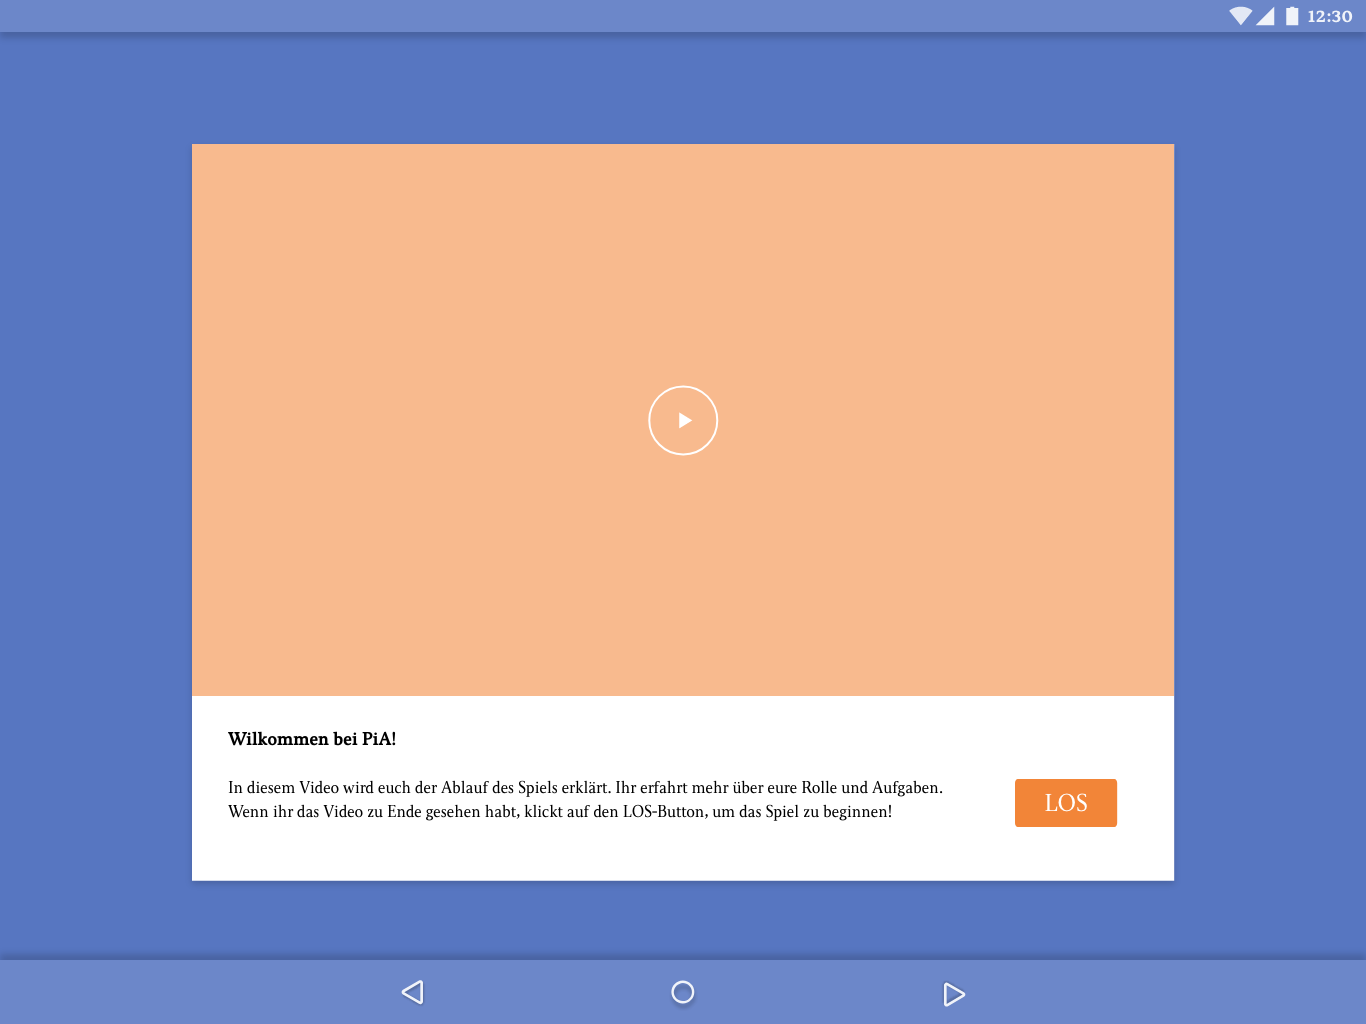 12:30
Wilkommen bei PiA!
In diesem Video wird euch der Ablauf des Spiels erklärt. Ihr erfahrt mehr über eure Rolle und Aufgaben.
Wenn ihr das Video zu Ende gesehen habt, klickt auf den LOS-Button, um das Spiel zu beginnen!
LOS